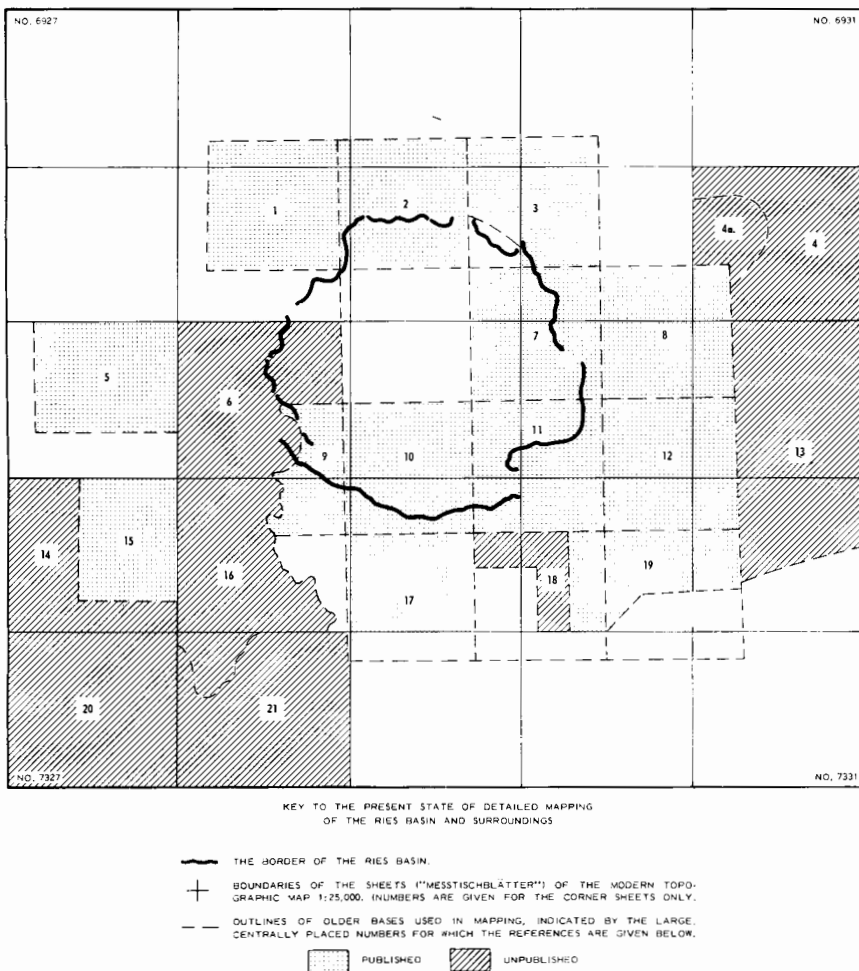 NO. 6927
NO. 6931
1
2
3
4a.
4
5
6
7
8
9
10
11
12
13
14
15
16
17
18
19
20
21
NO. 7327
NO. 7331
KEY TO THE PRESENT STATE OF DETAILED MAPPING
OF THE RIES BASIN AND SURROUNDINGS
THE BORDER OF THE RIES BASIN.
BOUNDARIES OF THE SHEETS ("MESSTISCHBLÄTTER") OF THE MODERN TOPO-
GRAPHIC MAP 1:25,000. (NUMBERS ARE GIVEN FOR THE CORNER SHEETS ONLY.
OUTLINES OF OLDER BASES USED IN MAPPING, INDICATED BY THE LARGE,
CENTRALLY PLACED NUMBERS FOR WHICH THE REFERENCES ARE GIVEN BELOW.
PUBLISHED
UNPUBLISHED